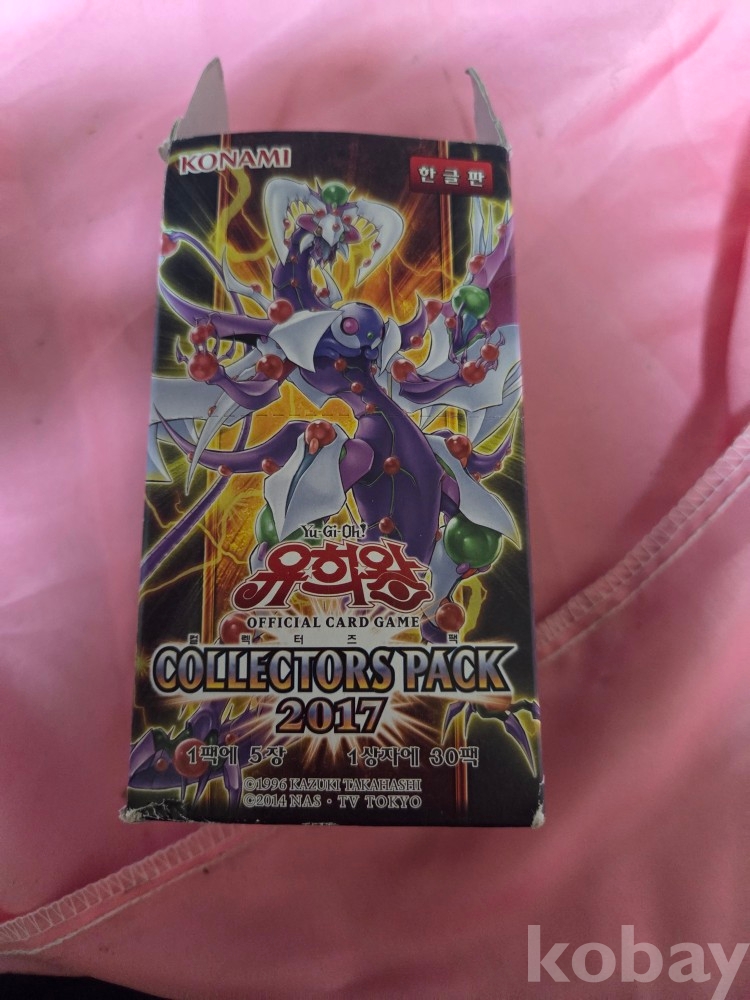 KONAMI
한글판
Yu-Gi-Oh!
유희왕
OFFICIAL CARD GAME
컬렉터즈 팩
COLLECTORS PACK
2017
1팩에 5장 1상자에 30팩
©1996 KAZUKI TAKAHASHI
©2014 NAS・TV TOKYO
kobay